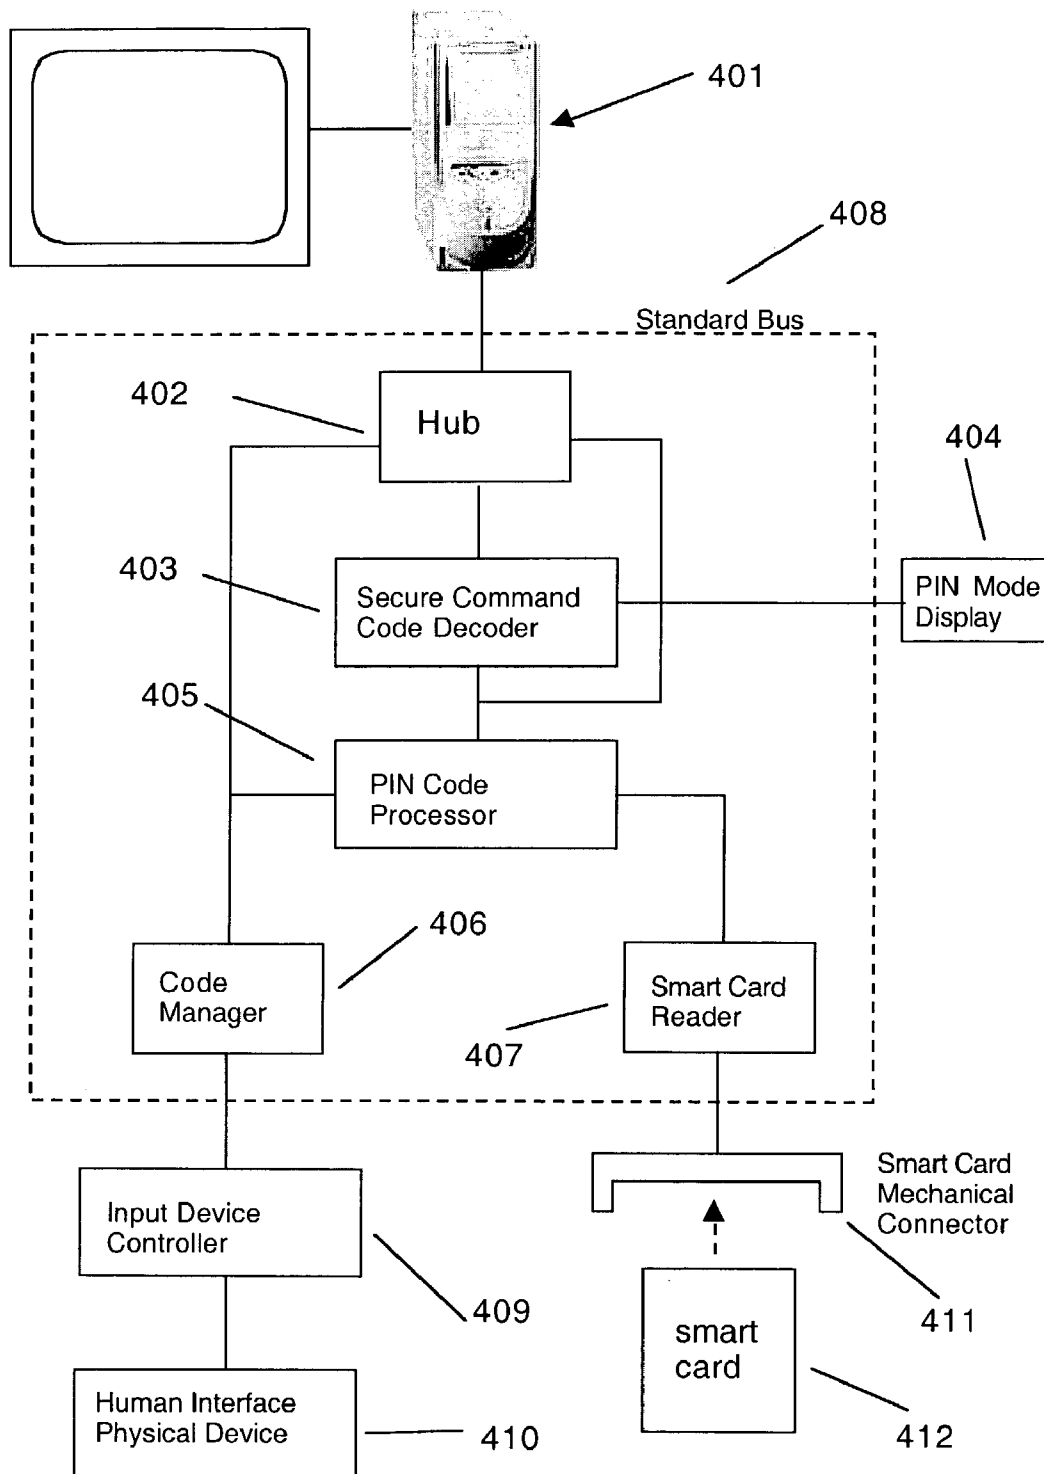 401
408
Standard Bus
402
Hub
404
403
Secure Command
Code Decoder
PIN Mode
Display
405
PIN Code
Processor
406
Code
Manager
Smart Card
Reader
407
Smart Card
Mechanical
Connector
Input Device
Controller
409
411
smart
card
Human Interface
Physical Device
410
412